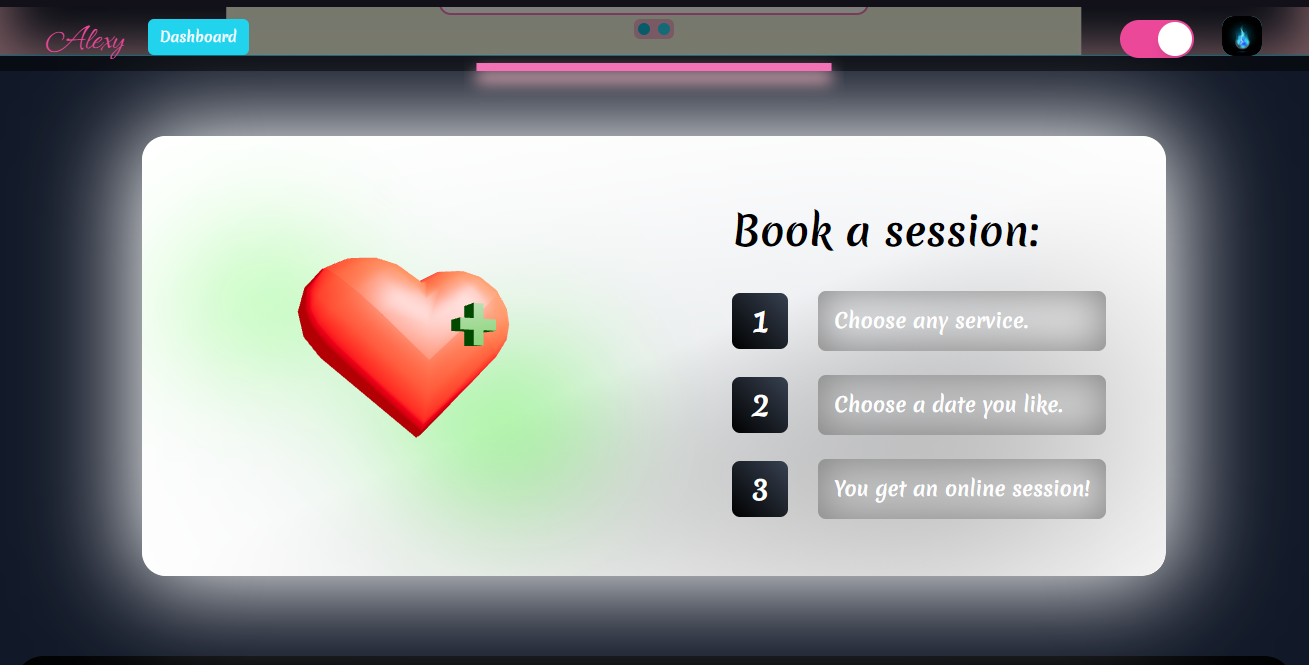 Alexy
Dashboard
Book a session:
1
Choose any service.
2
Choose a date you like.
3
You get an online session!